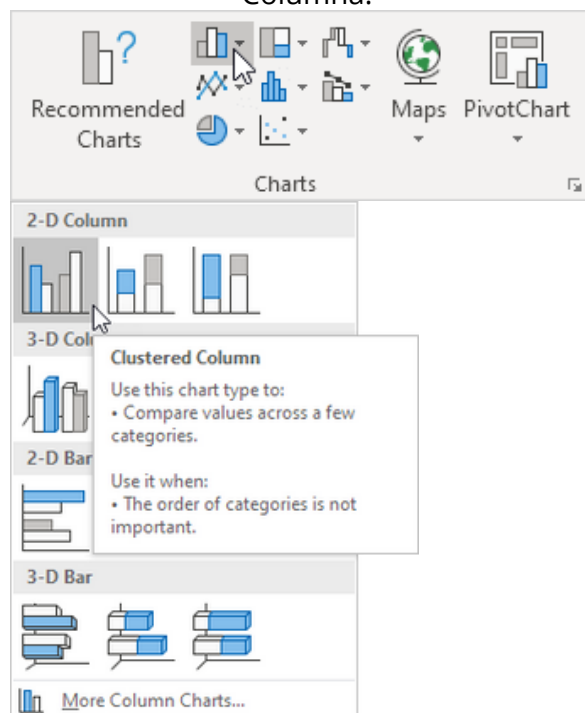 Columna.
?
Recommended
Charts
Maps
PivotChart
Charts
2-D Column
3-D Col
Clustered Column
Use this chart type to:
• Compare values across a few
categories.
Use it when:
• The order of categories is not
important.
2-D Bar
3-D Bar
More Column Charts...